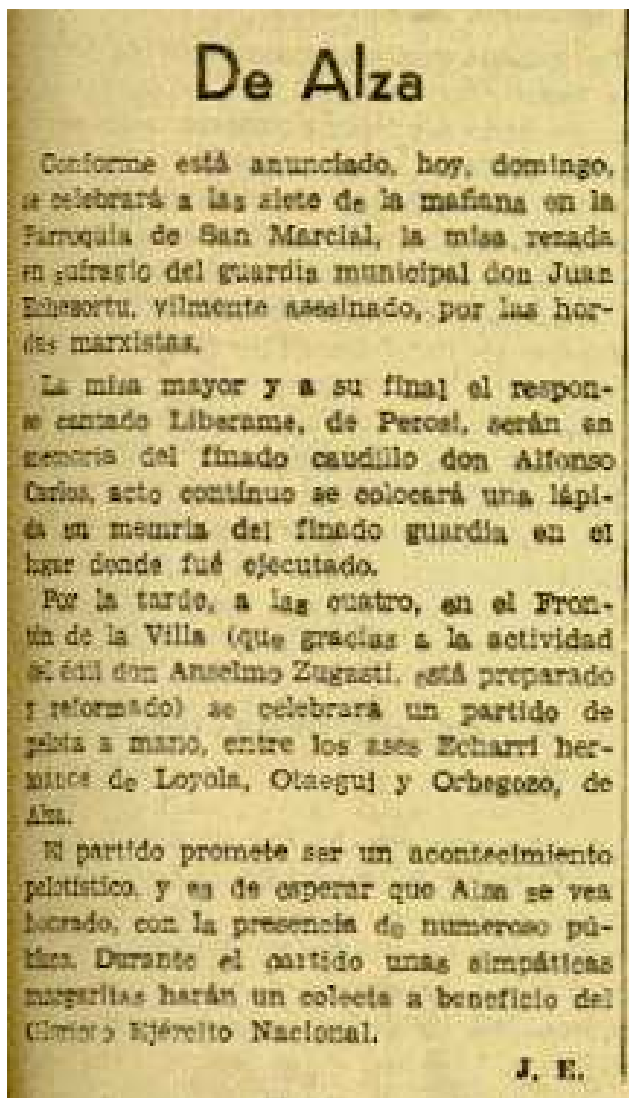 De Alza
Conforme está anunciado, hoy, domingo,
se celebrará a las siete de la mañana en la
Parroquia de San Marcial, la misa rezada
en sufragio del guardia municipal don Juan
vilmente asesinado, por las hor-
das marxistas.
La misa mayor y a su final el respon-
so cantado Liberame, de Perosi, serán en
memoria del finado caudillo don Alfonso
Carlos, acto contínuo se colocará una lápi-
da en memria del finado guardia en el
lugar donde fué ejecutado.
Por la tarde, a las cuatro, en el Fron-
tón de la Villa (que gracias a la actividad
del édil don Anselmo Zugasti, está preparado
y reformado) se celebrara un partido de
pelota a mano, entre los ases Echarri her-
manos de Loyola, Otaegui y Orbegozo, de
Alza.
El partido promete ser un acontecimiento
pelotístico, y es de esperar que Alza se vea
honrado, con la presencia de numeroso pú-
blico. Durante el partido unas simpáticas
margaritas harán un colecta a beneficio del
Glorioso Ejército Nacional.
J. E.